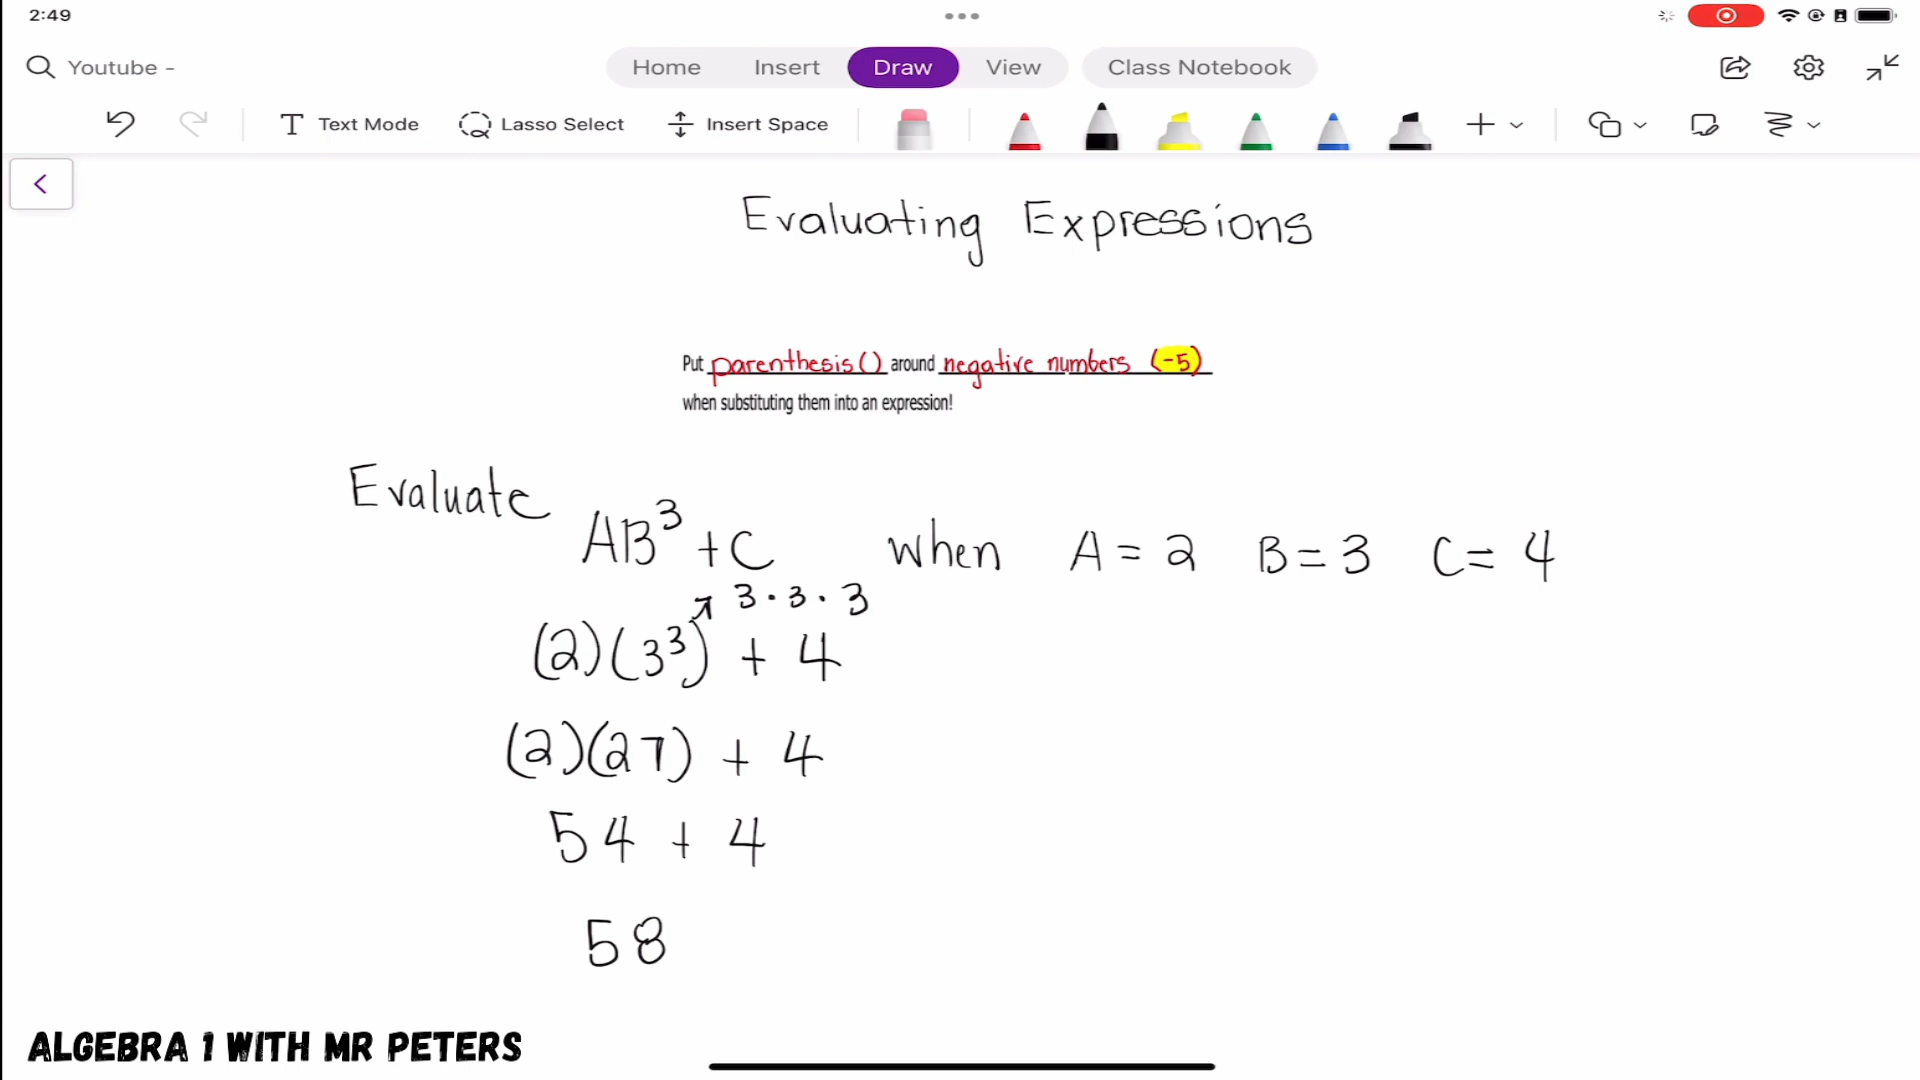 2:49
Youtube -
Home Insert Draw View Class Notebook
Text Mode Lasso Select Insert Space
Evaluating Expressions
Put parenthesis () around negative numbers (-5)
when substituting them into an expression!
Evaluate
AB³ + C when A = 2 B = 3 C = 4
3 · 3 · 3
(2)(3³) + 4
(2)(27) + 4
54 + 4
58
ALGEBRA 1 WITH MR PETERS